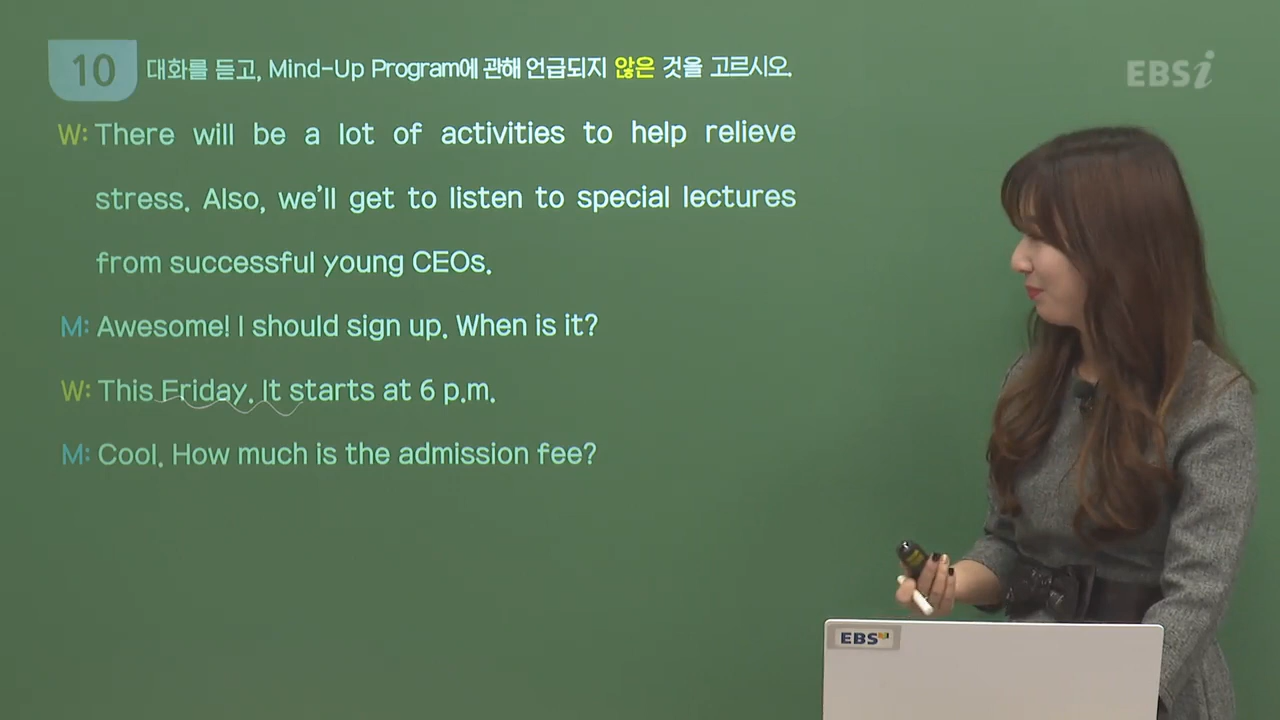 10 대화를 듣고, Mind-Up Program에 관해 언급되지 않은 것을 고르시오.
EBSi
W: There will be a lot of activities to help relieve
stress. Also, we'll get to listen to special lectures
from successful young CEOs.
M: Awesome! I should sign up. When is it?
W: This Friday. It starts at 6 p.m.
M: Cool. How much is the admission fee?
EBS